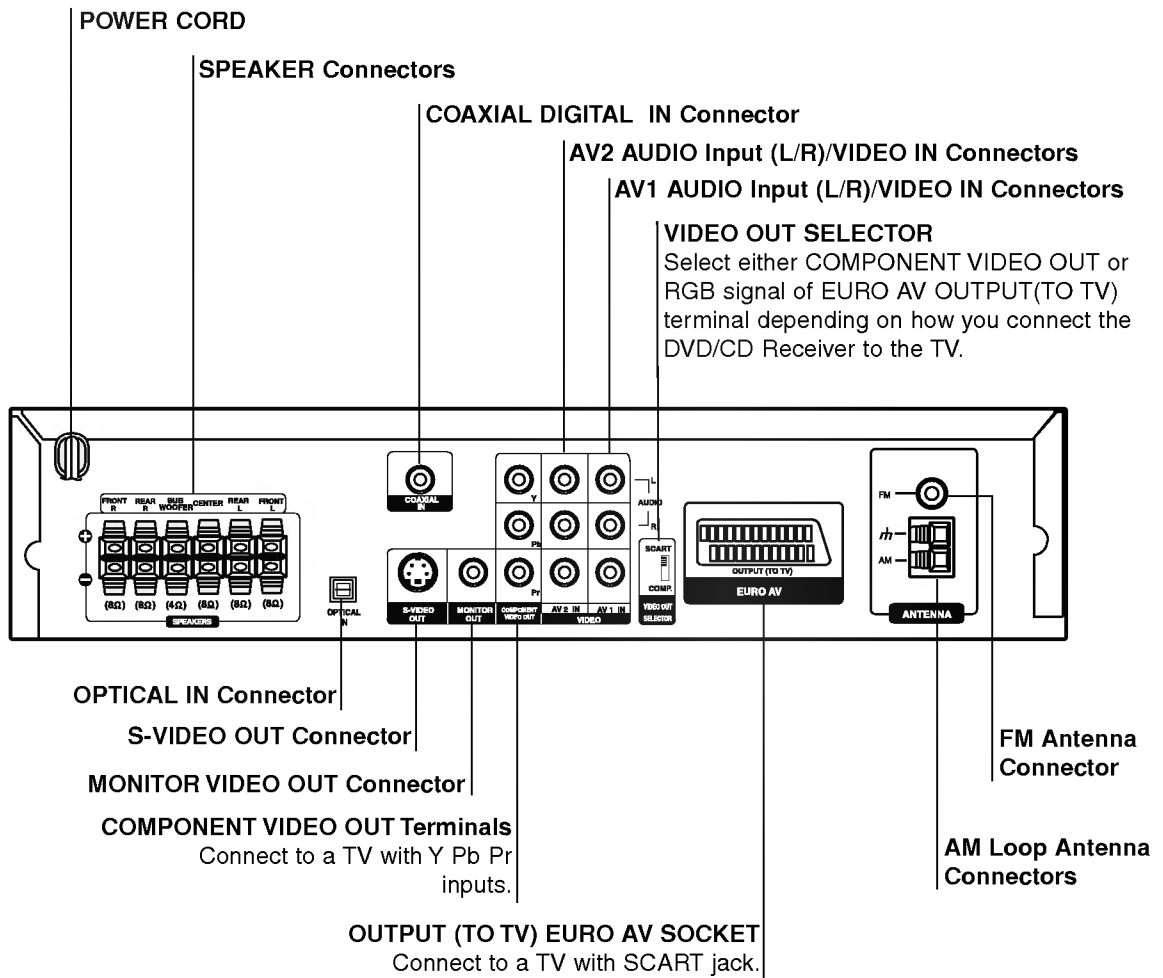 POWER CORD
SPEAKER Connectors
COAXIAL DIGITAL IN Connector
AV2 AUDIO Input (L/R)/VIDEO IN Connectors
AV1 AUDIO Input (L/R)/VIDEO IN Connectors
VIDEO OUT SELECTOR
Select either COMPONENT VIDEO OUT or
RGB signal of EURO AV OUTPUT(TO TV)
terminal depending on how you connect the
DVD/CD Receiver to the TV.
FRONT R
REAR R
SUB WOOFER
CENTER
REAR L
FRONT L
(8Ω) (8Ω) (4Ω) (8Ω) (8Ω) (8Ω)
SPEAKERS
OPTICAL IN
COAXIAL IN
S-VIDEO OUT
MONITOR OUT
Y
Pb
Pr
COMPONENT VIDEO OUT
AV 2 IN
AV 1 IN
VIDEO
L
AUDIO
R
SCART
COMP.
VIDEO OUT SELECTOR
OUTPUT (TO TV)
EURO AV
FM
AM
ANTENNA
OPTICAL IN Connector
S-VIDEO OUT Connector
MONITOR VIDEO OUT Connector
COMPONENT VIDEO OUT Terminals
Connect to a TV with Y Pb Pr
inputs.
OUTPUT (TO TV) EURO AV SOCKET
Connect to a TV with SCART jack.
FM Antenna
Connector
AM Loop Antenna
Connectors